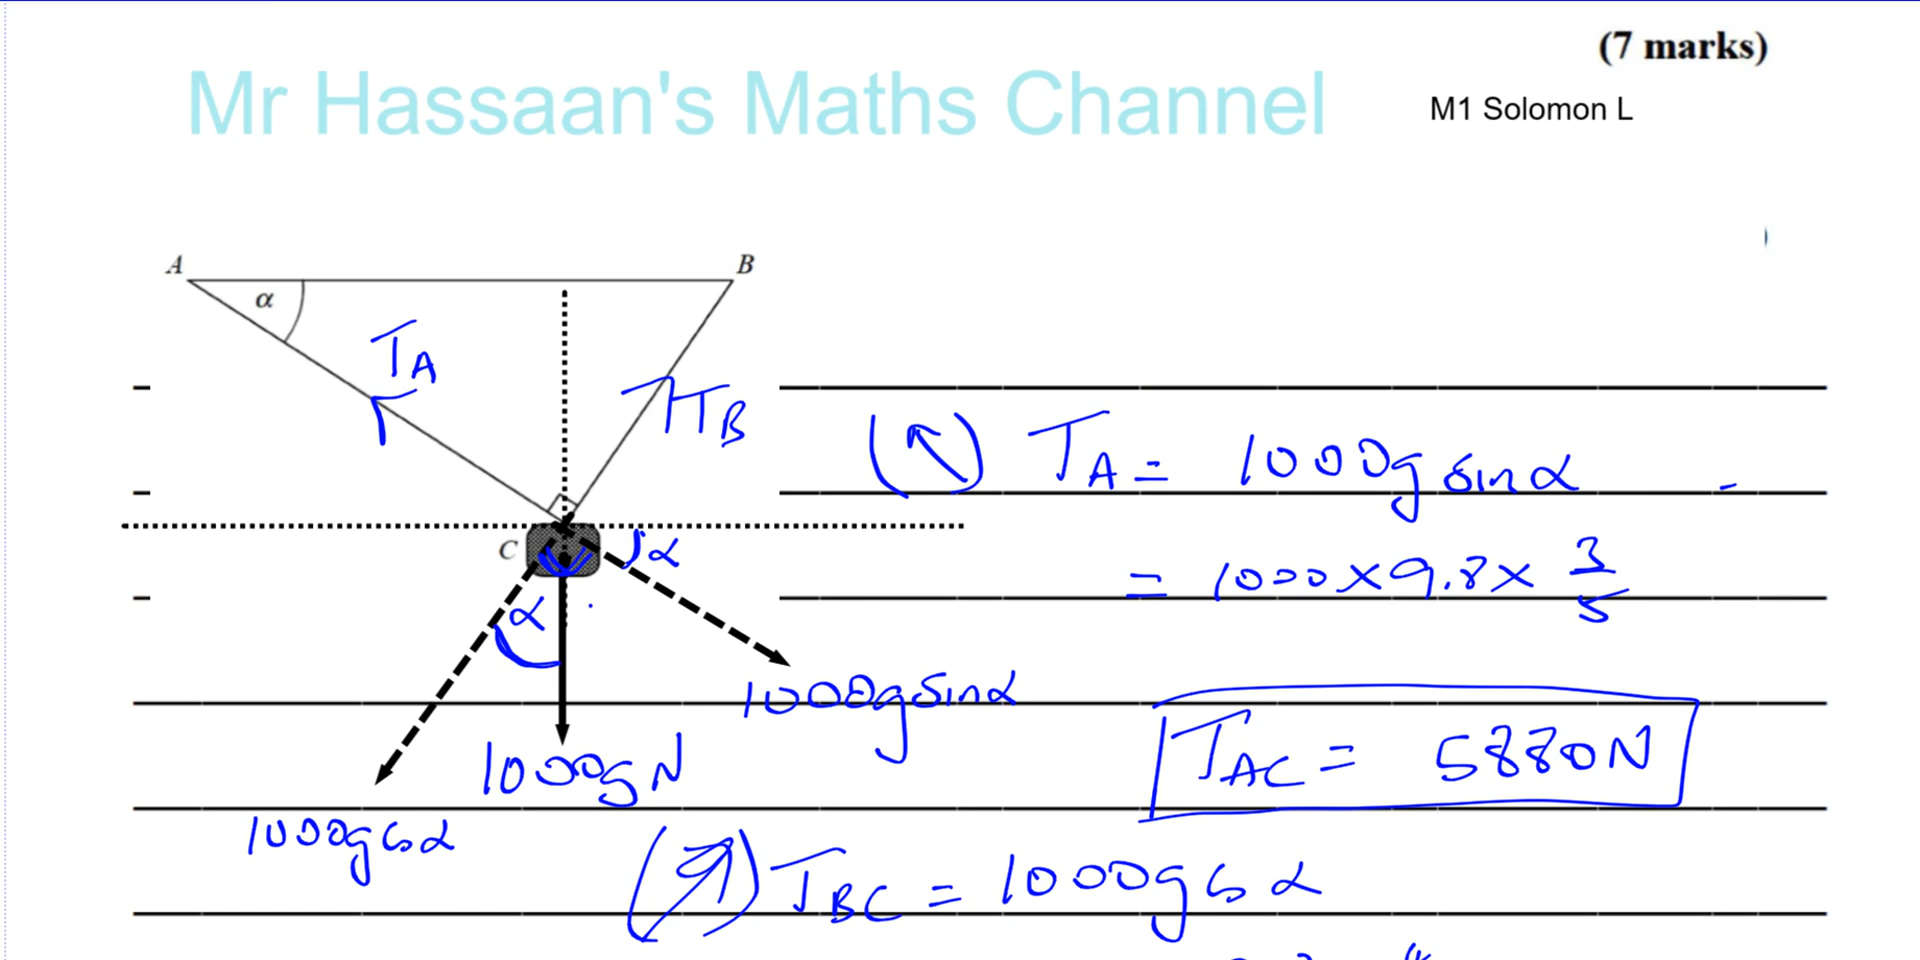 (7 marks)
Mr Hassaan's Maths Channel
M1 Solomon L
A
B
α
T_A
T_B
(↖) T_A = 1000g sin α
= 1000 × 9.8 × 3/5
C
α
α
1000g sin α
1000g N
T_AC = 5880N
1000g cos α
(↗) T_BC = 1000g cos α